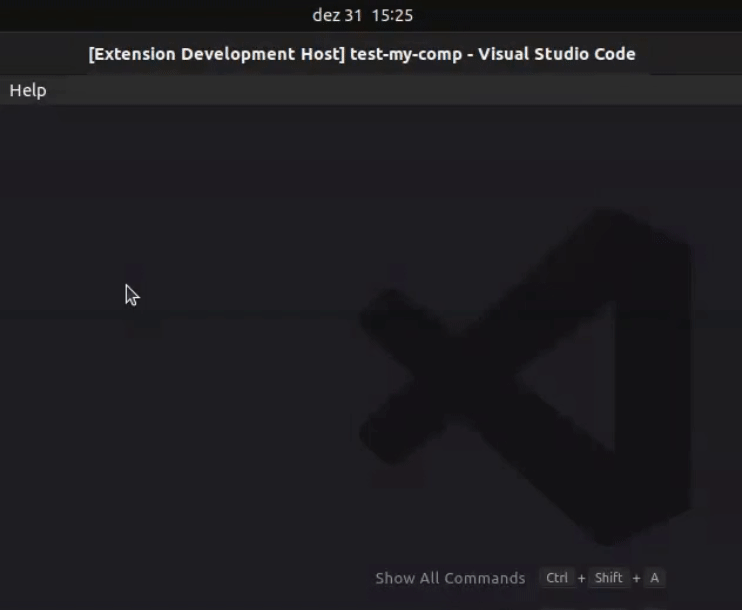 dez 31 15:25
[Extension Development Host] test-my-comp - Visual Studio Code
Help
Show All Commands Ctrl + Shift + A